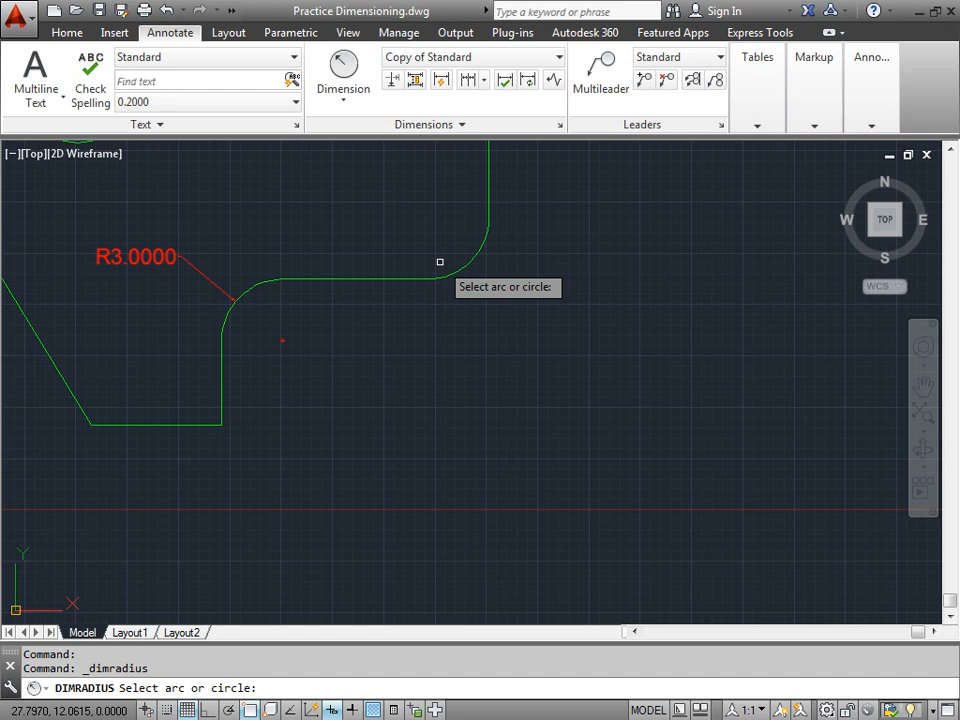 Practice Dimensioning.dwg
Type a keyword or phrase
Sign In
Home Insert Annotate Layout Parametric View Manage Output Plug-ins Autodesk 360 Featured Apps Express Tools
Multiline Text
ABC
Check Spelling
Standard
Find text
0.2000
Dimension
Copy of Standard
Multileader
Standard
Tables
Markup
Anno...
Text
Dimensions
Leaders
[−][Top][2D Wireframe]
N
W
TOP
E
S
WCS
R3.0000
Select arc or circle:
Y
X
Model Layout1 Layout2
Command:
Command: _dimradius
DIMRADIUS Select arc or circle:
27.7970, 12.0615, 0.0000
MODEL
1:1